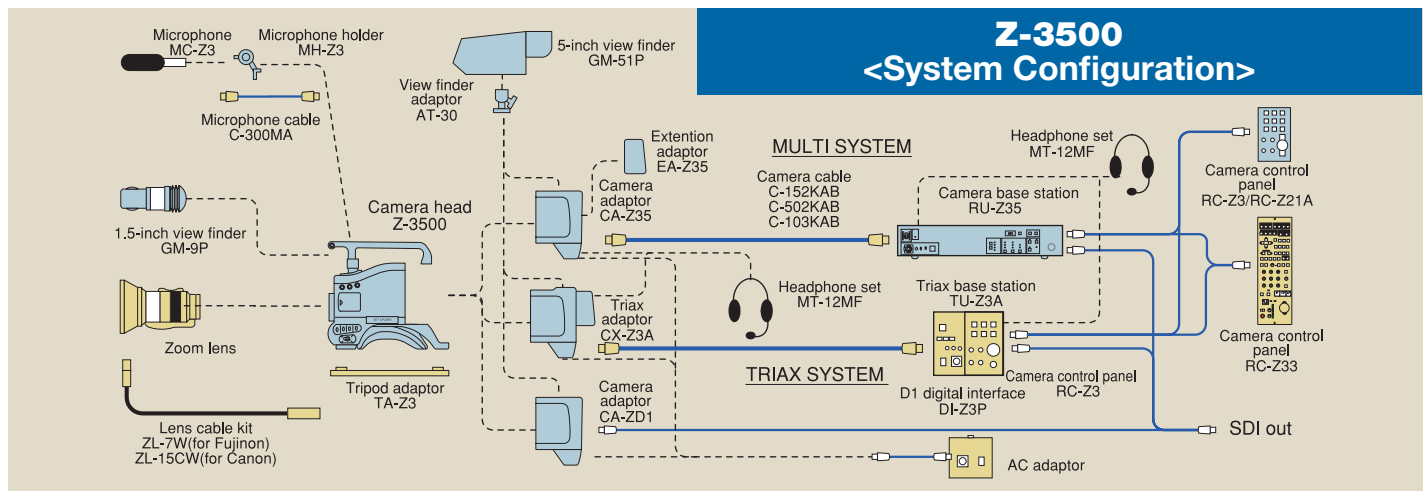 Z-3500
<System Configuration>
Microphone
MC-Z3
Microphone holder
MH-Z3
Microphone cable
C-300MA
5-inch view finder
GM-51P
View finder
adaptor
AT-30
Extention
adaptor
EA-Z35
MULTI SYSTEM
Camera cable
C-152KAB
C-502KAB
C-103KAB
Headphone set
MT-12MF
Camera control
panel
RC-Z3/RC-Z21A
Camera base station
RU-Z35
Camera
adaptor
CA-Z35
Camera head
Z-3500
1.5-inch view finder
GM-9P
Headphone set
MT-12MF
Triax base station
TU-Z3A
Triax
adaptor
CX-Z3A
Zoom lens
Camera control
panel
RC-Z33
TRIAX SYSTEM
Camera control panel
RC-Z3
D1 digital interface
DI-Z3P
Tripod adaptor
TA-Z3
Camera
adaptor
CA-ZD1
Lens cable kit
ZL-7W(for Fujinon)
ZL-15CW(for Canon)
SDI out
AC adaptor